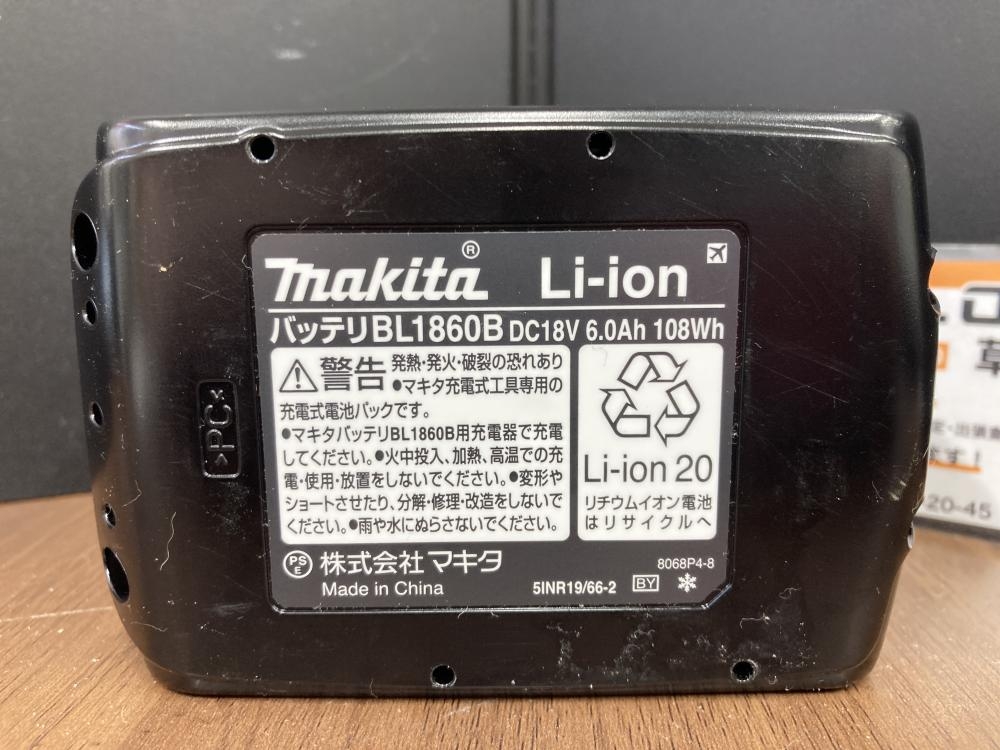 makita® Li-ion
バッテリBL1860B DC18V 6.0Ah 108Wh
警告 発熱・発火・破裂の恐れあり
●マキタ充電式工具専用の
充電式電池パックです。
●マキタバッテリBL1860B用充電器で充電
してください。●火中投入、加熱、高温での充
電・使用・放置をしないでください。●変形や
ショートさせたり、分解・修理・改造をしないで
ください。●雨や水にぬらさないでください。
Li-ion 20
リチウムイオン電池
はリサイクルへ
PSE 株式会社マキタ
Made in China
8068P4-8
5INR19/66-2 BY
>PC<
草
・出張
ます!
20-45